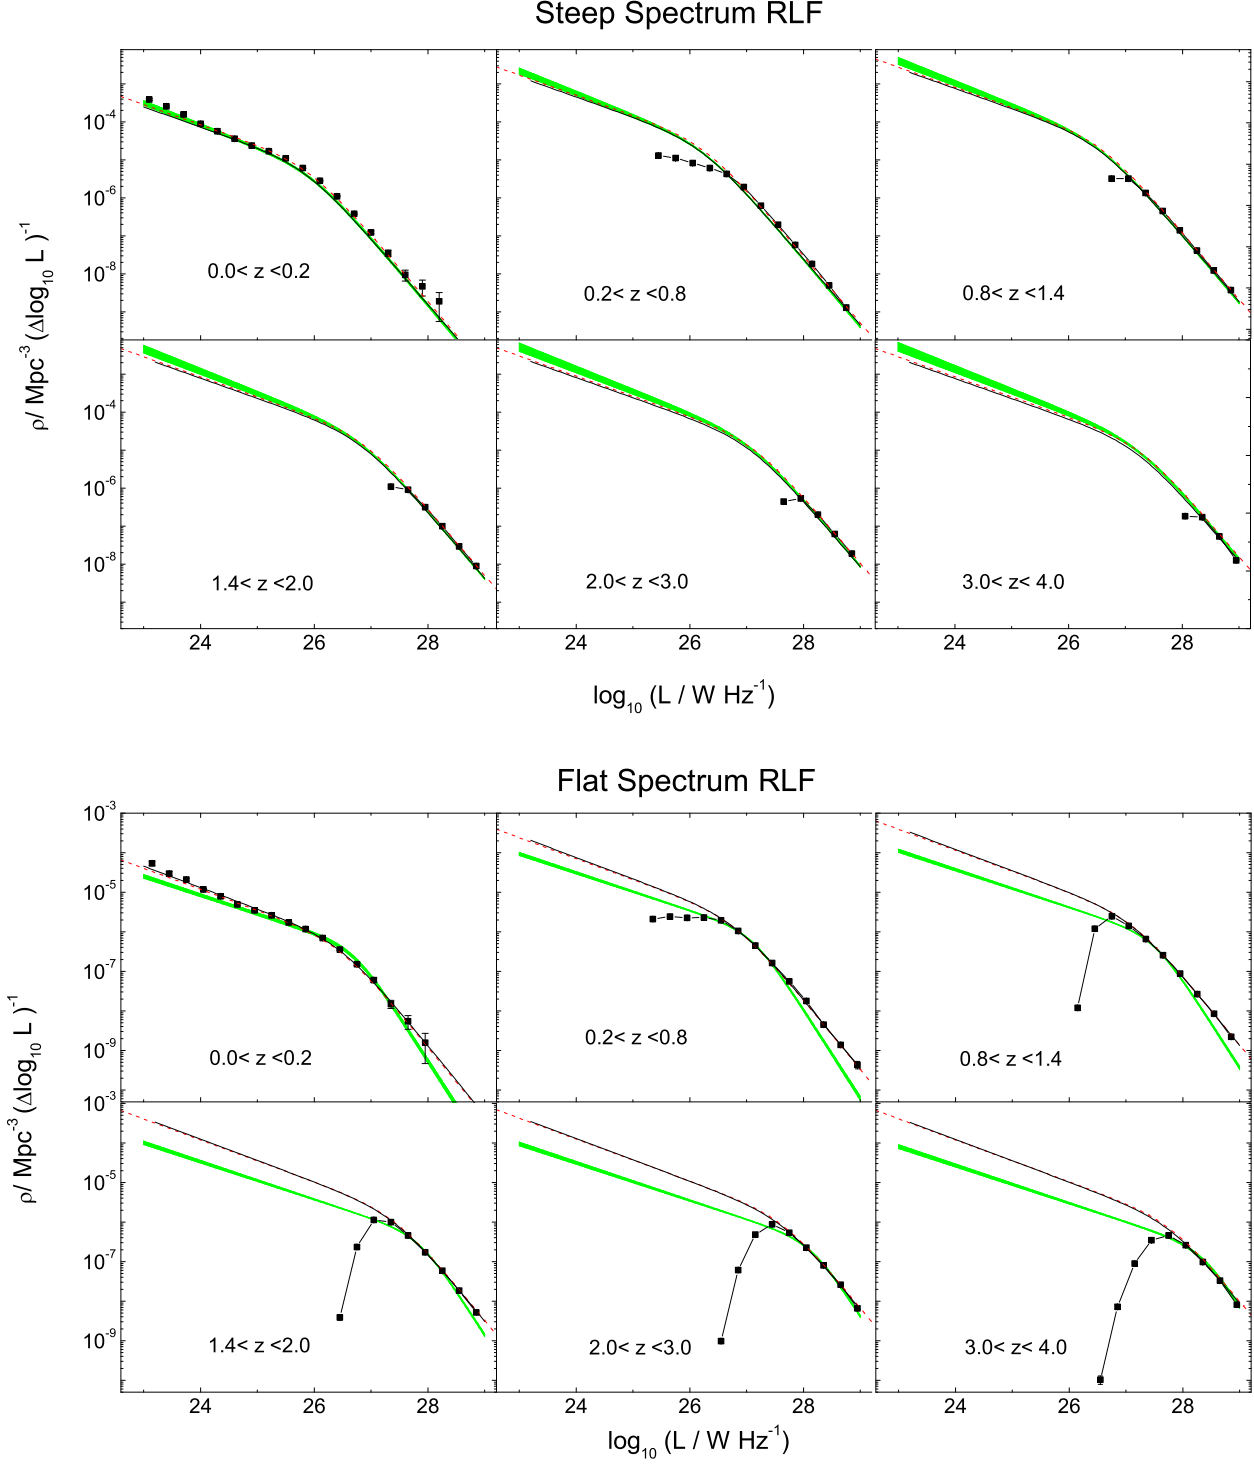 Steep Spectrum RLF
ρ/ Mpc-3 (Δlog10 L )-1
10-4
10-6
10-8
0.0< z <0.2
0.2< z <0.8
0.8< z <1.4
10-4
10-6
10-8
1.4< z <2.0
2.0< z <3.0
3.0< z< 4.0
24 26 28 24 26 28 24 26 28
log10 (L / W Hz-1)
Flat Spectrum RLF
ρ/ Mpc-3 (Δlog10 L )-1
10-3
10-5
10-7
10-9
0.0< z <0.2
0.2< z <0.8
0.8< z <1.4
10-3
10-5
10-7
10-9
1.4< z <2.0
2.0< z <3.0
3.0< z< 4.0
24 26 28 24 26 28 24 26 28
log10 (L / W Hz-1)